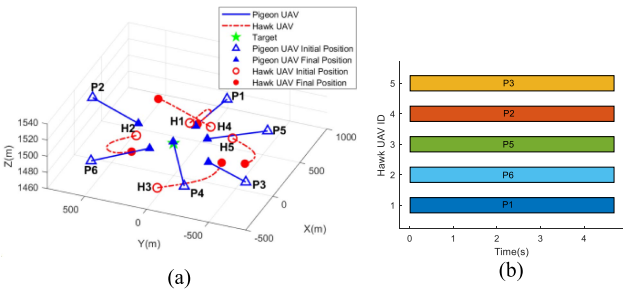 Pigeon UAV
Hawk UAV
Target
Pigeon UAV Initial Position
Pigeon UAV Final Position
Hawk UAV Initial Position
Hawk UAV Final Position
P2
P1
H1
H4
H2
P5
H5
P6
H3
P4
P3
1540
1520
1500
1480
1460
Z(m)
500
0
-500
Y(m)
-500
0
500
1000
X(m)
(a)
Hawk UAV ID
5
P3
4
P2
3
P5
2
P6
1
P1
0
1
2
3
4
Time(s)
(b)